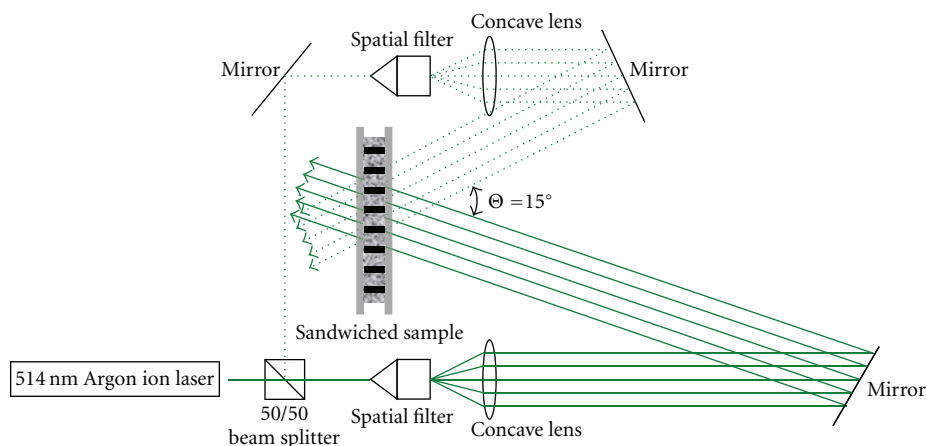 Concave lens
Spatial filter
Mirror
Mirror
Θ = 15°
Sandwiched sample
514 nm Argon ion laser
50/50
beam splitter
Spatial filter
Concave lens
Mirror